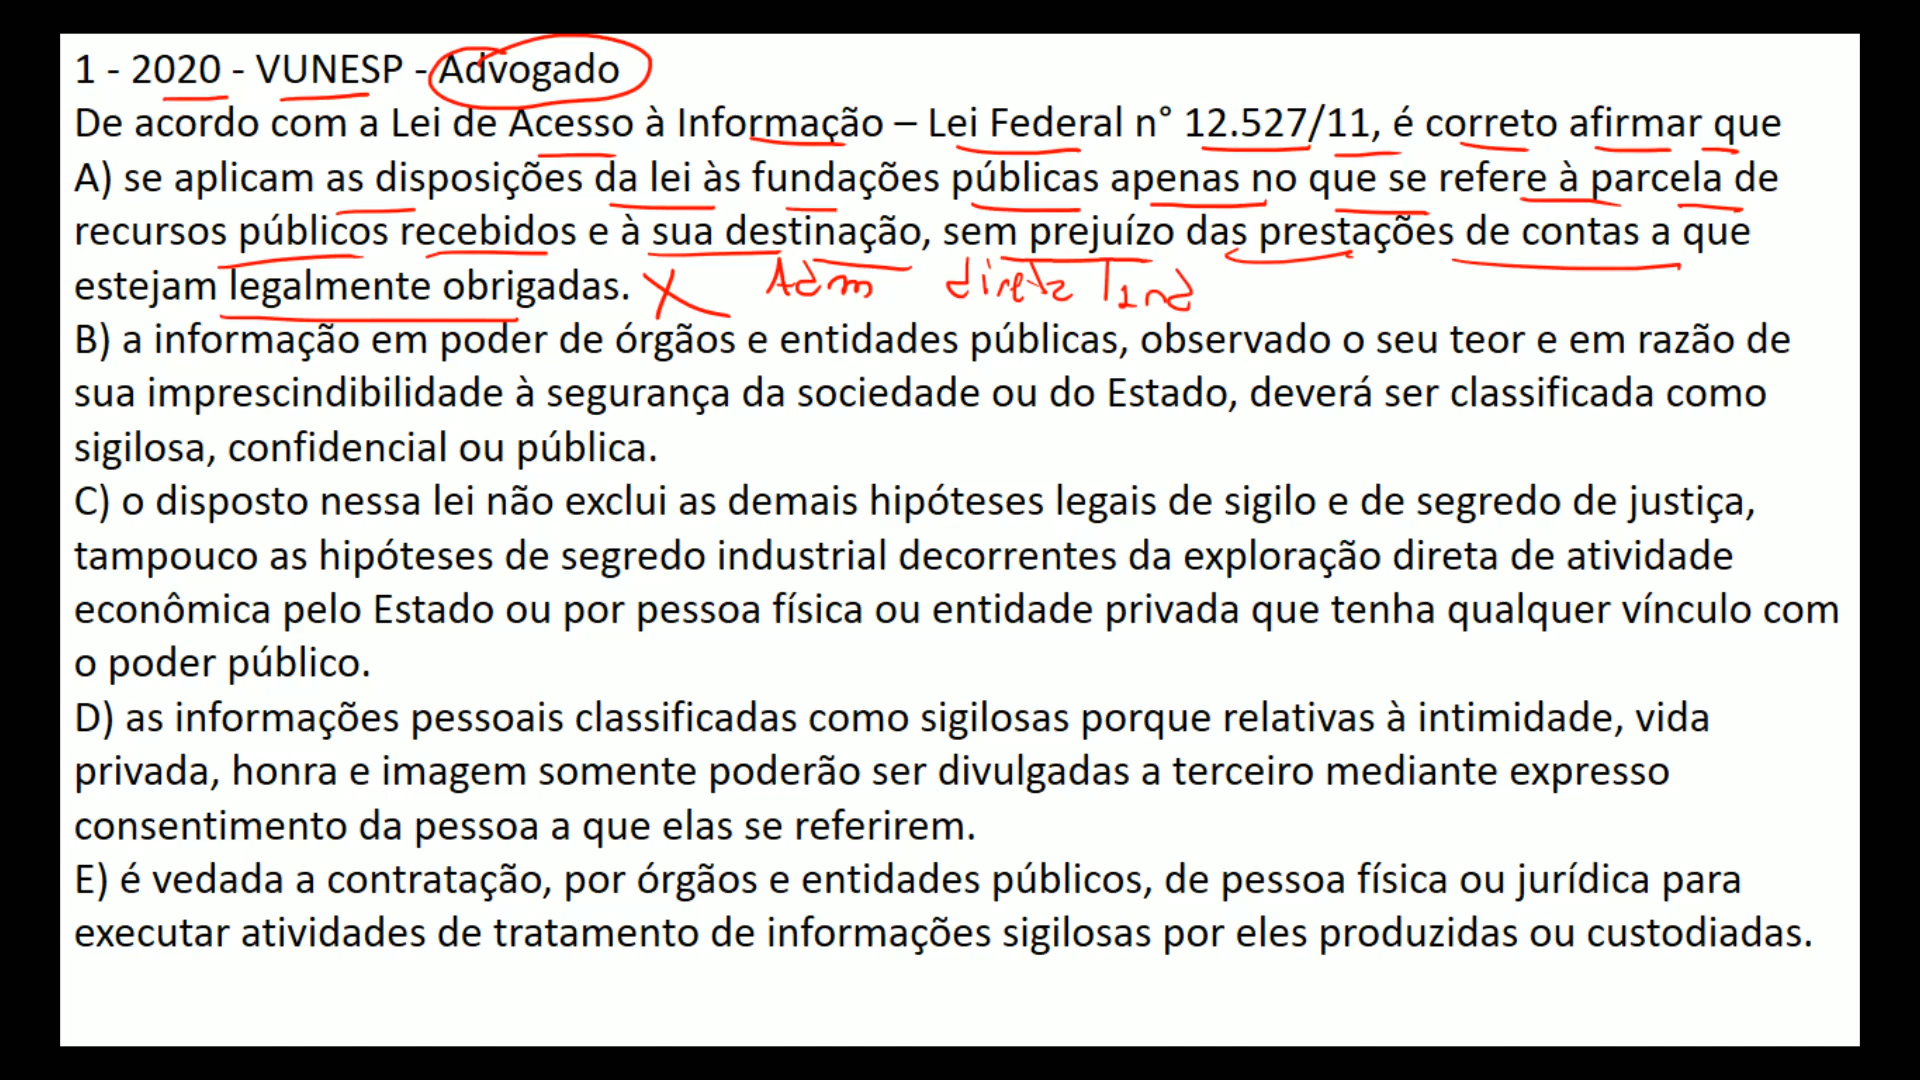 1 - 2020 - VUNESP - Advogado
De acordo com a Lei de Acesso à Informação – Lei Federal n° 12.527/11, é correto afirmar que
A) se aplicam as disposições da lei às fundações públicas apenas no que se refere à parcela de
recursos públicos recebidos e à sua destinação, sem prejuízo das prestações de contas a que
estejam legalmente obrigadas. X Adm direta Ind
B) a informação em poder de órgãos e entidades públicas, observado o seu teor e em razão de
sua imprescindibilidade à segurança da sociedade ou do Estado, deverá ser classificada como
sigilosa, confidencial ou pública.
C) o disposto nessa lei não exclui as demais hipóteses legais de sigilo e de segredo de justiça,
tampouco as hipóteses de segredo industrial decorrentes da exploração direta de atividade
econômica pelo Estado ou por pessoa física ou entidade privada que tenha qualquer vínculo com
o poder público.
D) as informações pessoais classificadas como sigilosas porque relativas à intimidade, vida
privada, honra e imagem somente poderão ser divulgadas a terceiro mediante expresso
consentimento da pessoa a que elas se referirem.
E) é vedada a contratação, por órgãos e entidades públicos, de pessoa física ou jurídica para
executar atividades de tratamento de informações sigilosas por eles produzidas ou custodiadas.